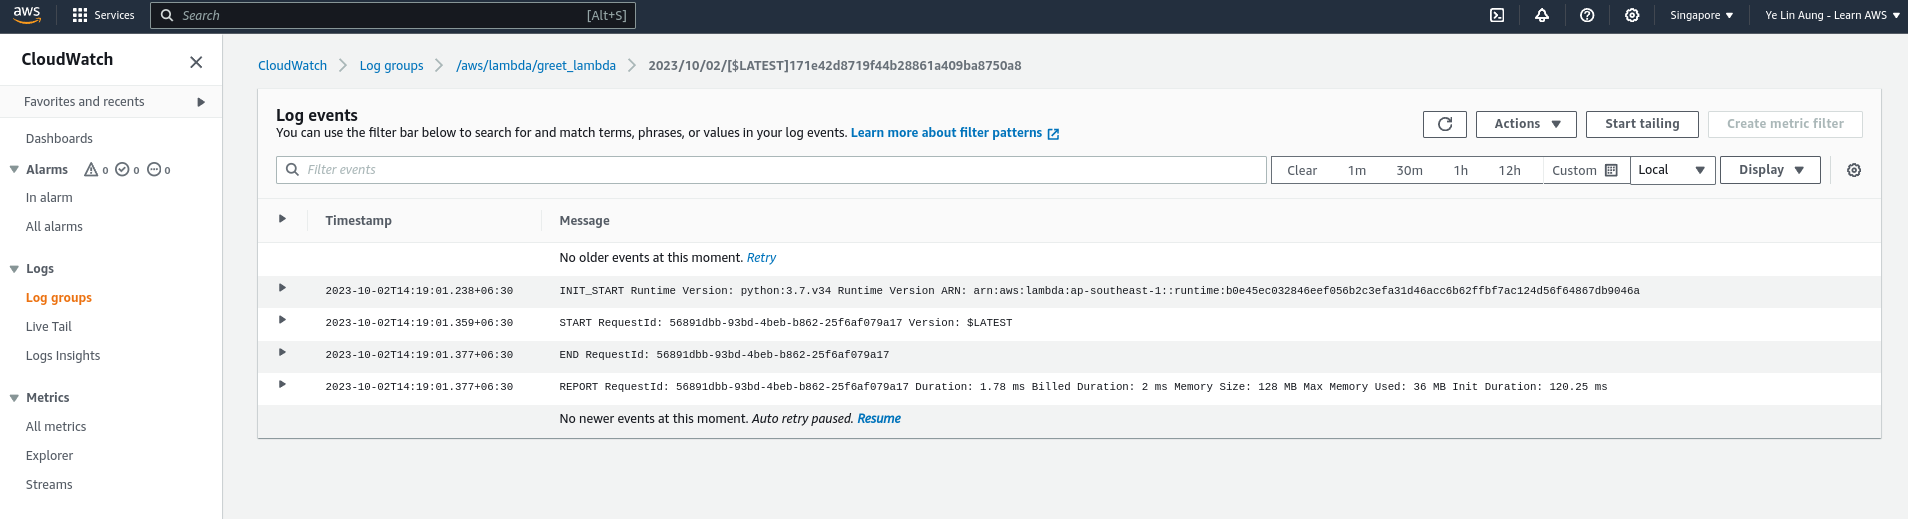 aws Services Search [Alt+S] Singapore Ye Lin Aung - Learn AWS
CloudWatch
Favorites and recents
Dashboards
Alarms 0 0 0
In alarm
All alarms
Logs
Log groups
Live Tail
Logs Insights
Metrics
All metrics
Explorer
Streams
CloudWatch Log groups /aws/lambda/greet_lambda 2023/10/02/[$LATEST]171e42d8719f44b28861a409ba8750a8
Log events
You can use the filter bar below to search for and match terms, phrases, or values in your log events. Learn more about filter patterns
Actions Start tailing Create metric filter
Filter events Clear 1m 30m 1h 12h Custom Local Display
Timestamp Message
No older events at this moment. Retry
2023-10-02T14:19:01.238+06:30 INIT_START Runtime Version: python:3.7.v34 Runtime Version ARN: arn:aws:lambda:ap-southeast-1::runtime:b0e45ec032846eef056b2c3efa31d46acc6b62ffbf7ac124d56f64867db9046a
2023-10-02T14:19:01.359+06:30 START RequestId: 56891dbb-93bd-4beb-b862-25f6af079a17 Version: $LATEST
2023-10-02T14:19:01.377+06:30 END RequestId: 56891dbb-93bd-4beb-b862-25f6af079a17
2023-10-02T14:19:01.377+06:30 REPORT RequestId: 56891dbb-93bd-4beb-b862-25f6af079a17 Duration: 1.78 ms Billed Duration: 2 ms Memory Size: 128 MB Max Memory Used: 36 MB Init Duration: 120.25 ms
No newer events at this moment. Auto retry paused. Resume